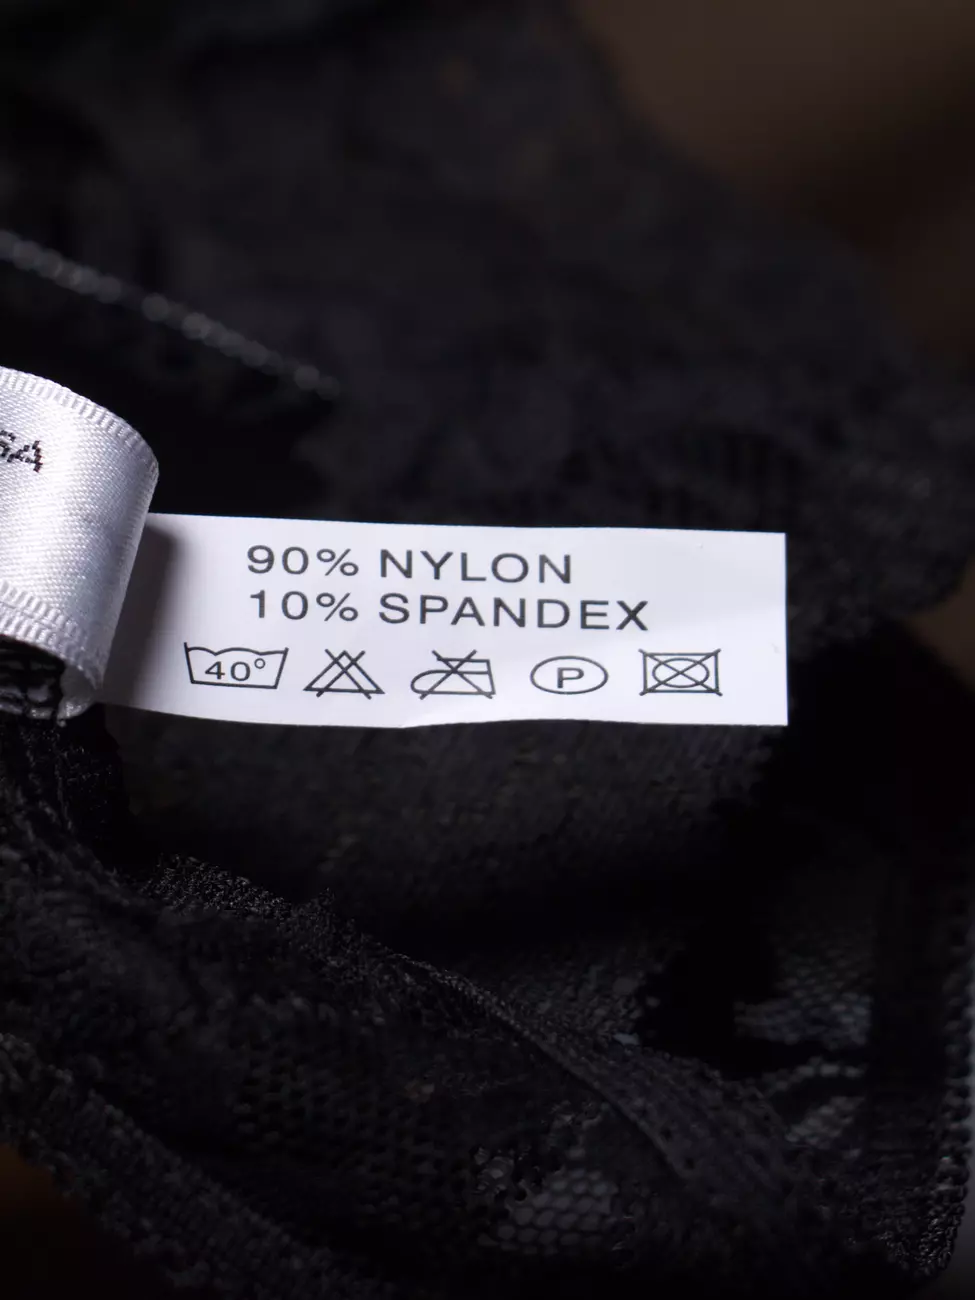 90% NYLON
10% SPANDEX
40°
P